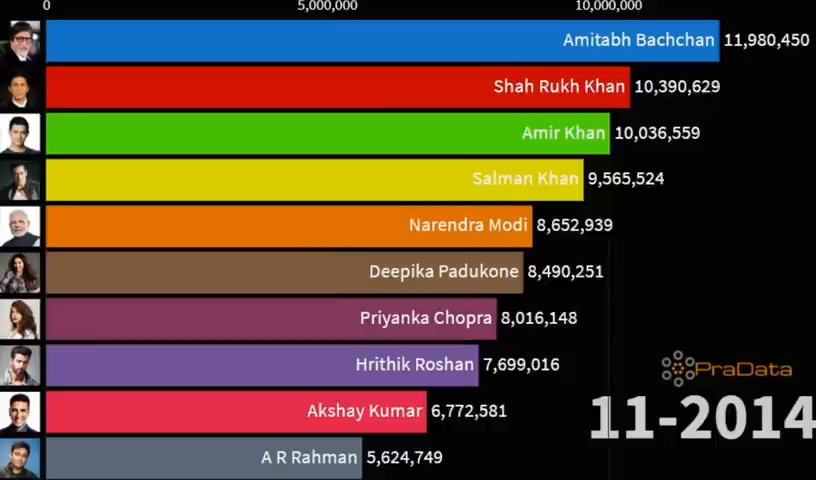 0 5,000,000 10,000,000
Amitabh Bachchan 11,980,450
Shah Rukh Khan 10,390,629
Amir Khan 10,036,559
Salman Khan 9,565,524
Narendra Modi 8,652,939
Deepika Padukone 8,490,251
Priyanka Chopra 8,016,148
Hrithik Roshan 7,699,016
PraData
Akshay Kumar 6,772,581
11-2014
A R Rahman 5,624,749